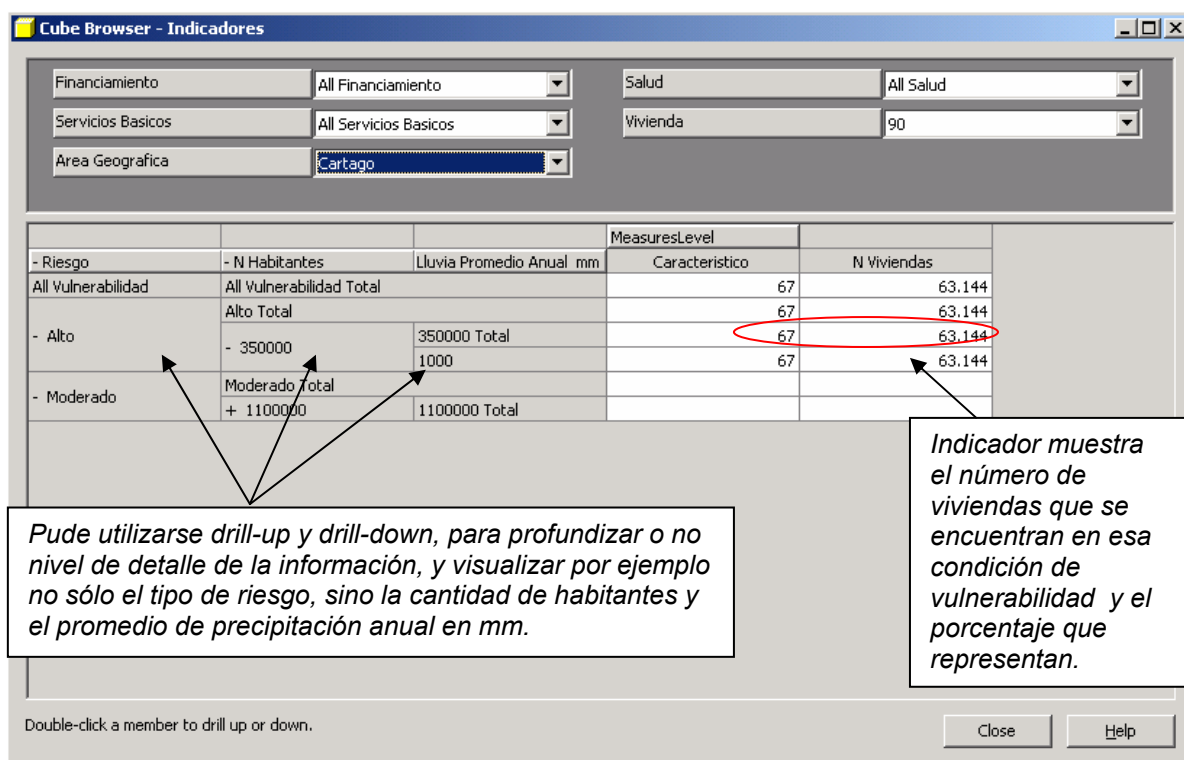 Cube Browser - Indicadores
Financiamiento All Financiamiento Salud All Salud
Servicios Basicos All Servicios Basicos Vivienda 90
Area Geografica Cartago
MeasuresLevel
- Riesgo - N Habitantes Lluvia Promedio Anual mm Caracteristico N Viviendas
All Vulnerabilidad All Vulnerabilidad Total 67 63.144
Alto Total 67 63.144
- Alto - 350000 350000 Total 67 63.144
1000 67 63.144
- Moderado Moderado Total
+ 1100000 1100000 Total
Indicador muestra
el número de
viviendas que se
encuentran en esa
condición de
vulnerabilidad y el
porcentaje que
representan.
Pude utilizarse drill-up y drill-down, para profundizar o no
nivel de detalle de la información, y visualizar por ejemplo
no sólo el tipo de riesgo, sino la cantidad de habitantes y
el promedio de precipitación anual en mm.
Double-click a member to drill up or down.
Close Help